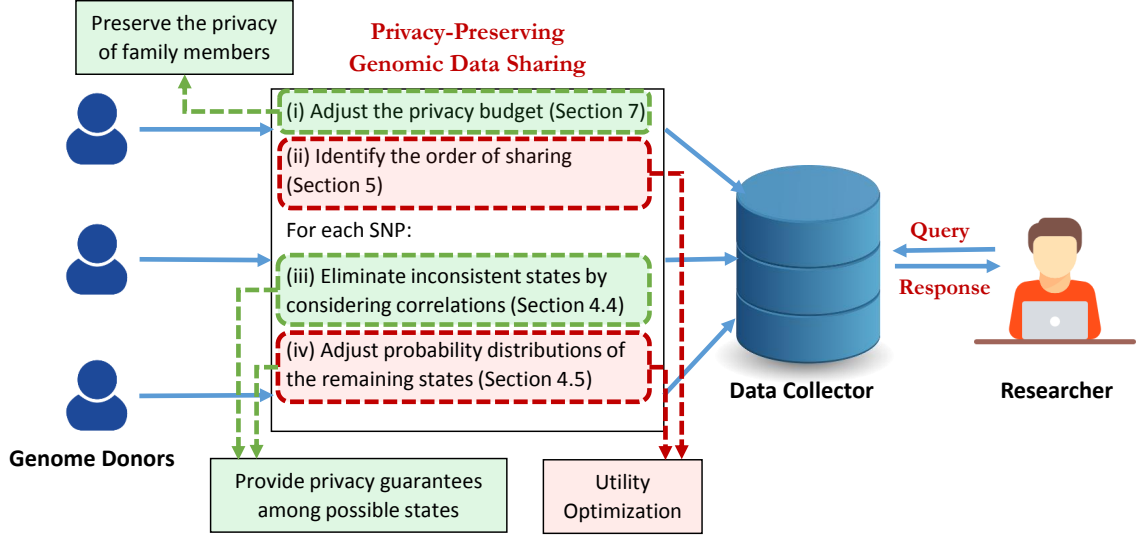 Preserve the privacy
of family members
Privacy-Preserving
Genomic Data Sharing
(i) Adjust the privacy budget (Section 7)
(ii) Identify the order of sharing
(Section 5)
For each SNP:
(iii) Eliminate inconsistent states by
considering correlations (Section 4.4)
(iv) Adjust probability distributions of
the remaining states (Section 4.5)
Query
Response
Data Collector
Researcher
Genome Donors
Provide privacy guarantees
among possible states
Utility
Optimization